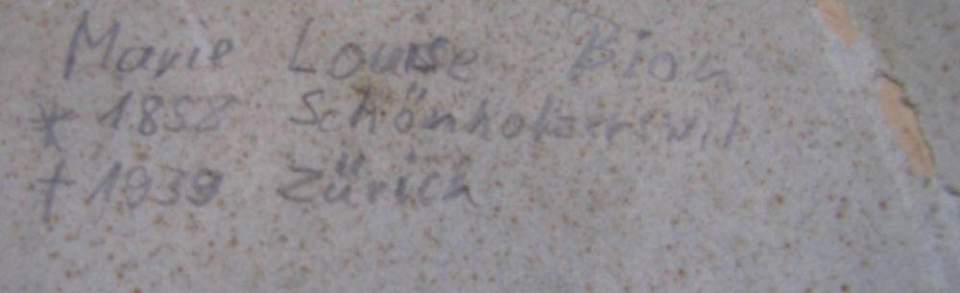 Marie Louise Bion
* 1858 Schönholzerswil
† 1939 Zürich